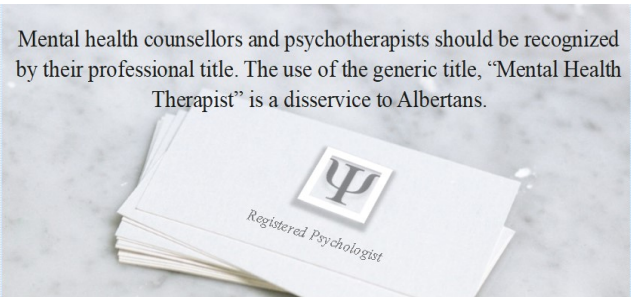 Mental health counsellors and psychotherapists should be recognized
by their professional title. The use of the generic title, “Mental Health
Therapist” is a disservice to Albertans.
Ψ
Registered Psychologist